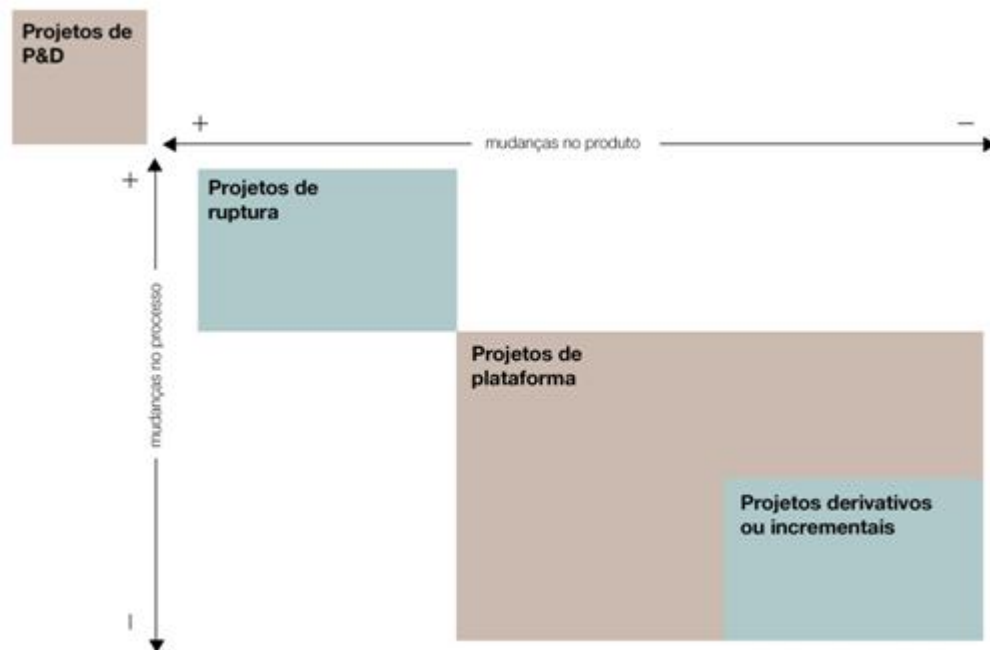 Projetos de
P&D
+
−
mudanças no produto
+
mudanças no processo
−
Projetos de
ruptura
Projetos de
plataforma
Projetos derivativos
ou incrementais